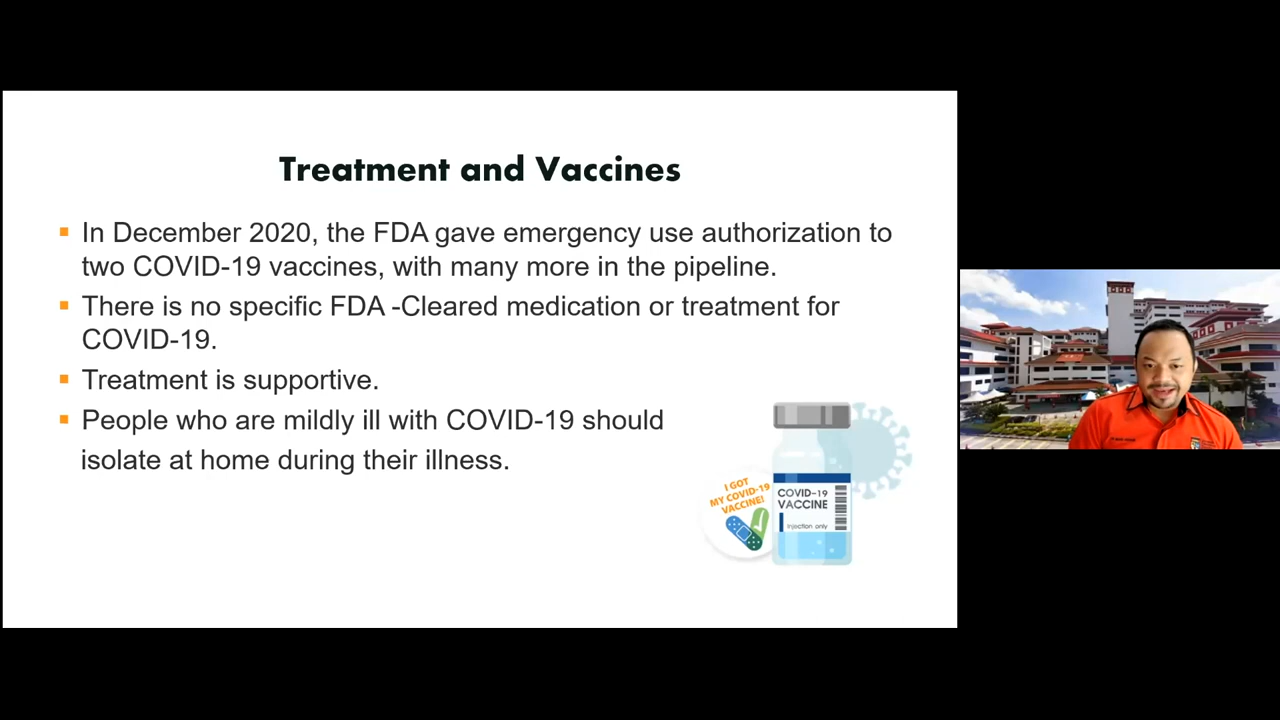 Treatment and Vaccines
In December 2020, the FDA gave emergency use authorization to
two COVID-19 vaccines, with many more in the pipeline.
There is no specific FDA -Cleared medication or treatment for
COVID-19.
Treatment is supportive.
People who are mildly ill with COVID-19 should
isolate at home during their illness.
I GOT
MY COVID-19
VACCINE!
COVID-19
VACCINE
Injection only